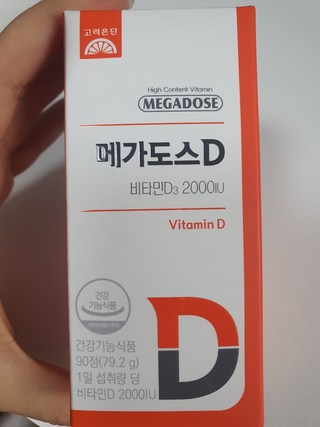 고려은단
High Content Vitamin
MEGADOSE
메가도스D
비타민D3 2000IU
Vitamin D
건강
기능식품
D
건강기능식품
90정(79.2 g)
1일 섭취량 당
비타민D 2000IU